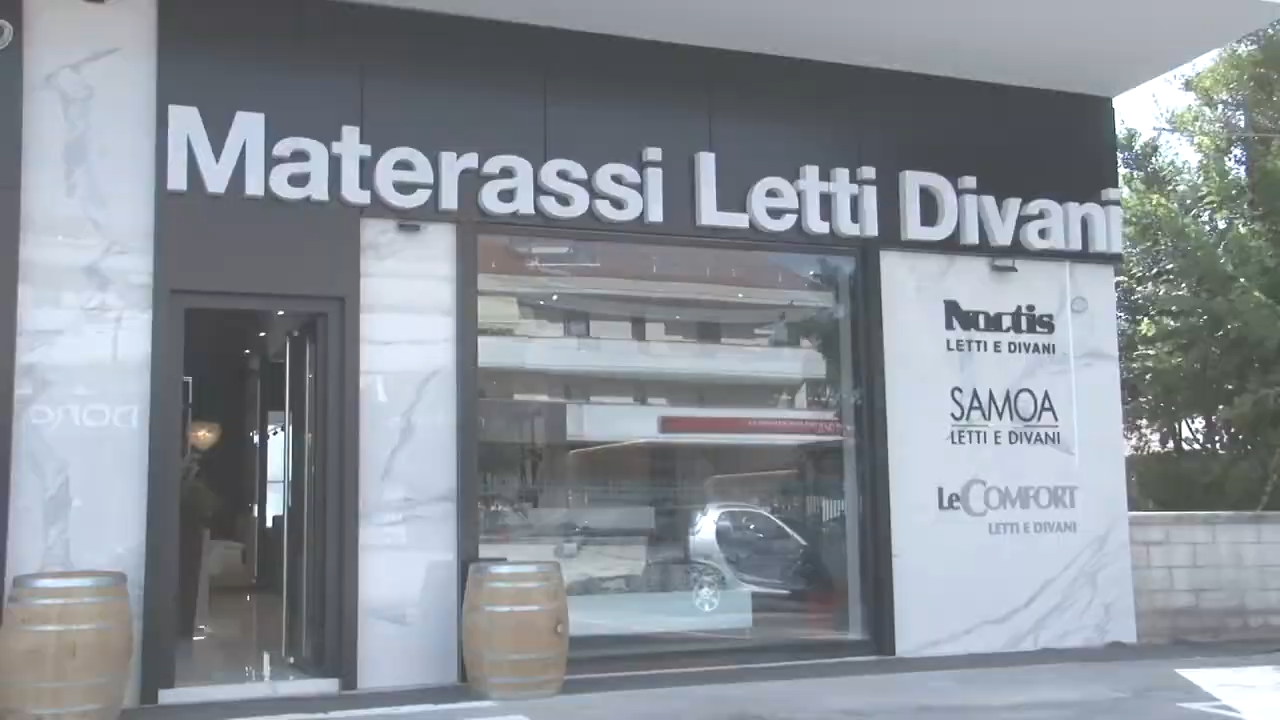 Materassi Letti Divani
Noctis
LETTI E DIVANI
SAMOA
LETTI E DIVANI
LeCOMFORT
LETTI E DIVANI